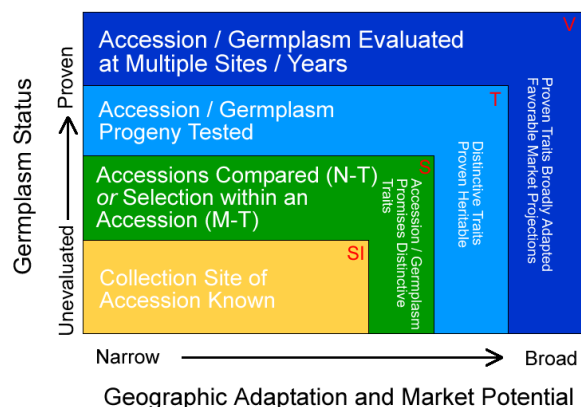 Accession / Germplasm Evaluated
at Multiple Sites / Years
V
Accession / Germplasm
Progeny Tested
T
Accessions Compared (N-T)
or Selection within an
Accession (M-T)
S
Collection Site of
Accession Known
SI
Accession / Germplasm
Promises Distinctive
Traits
Distinctive Traits
Proven Heritable
Proven Traits Broadly Adapted
Favorable Market Projections
Germplasm Status
Unevaluated
Proven
Narrow
Broad
Geographic Adaptation and Market Potential